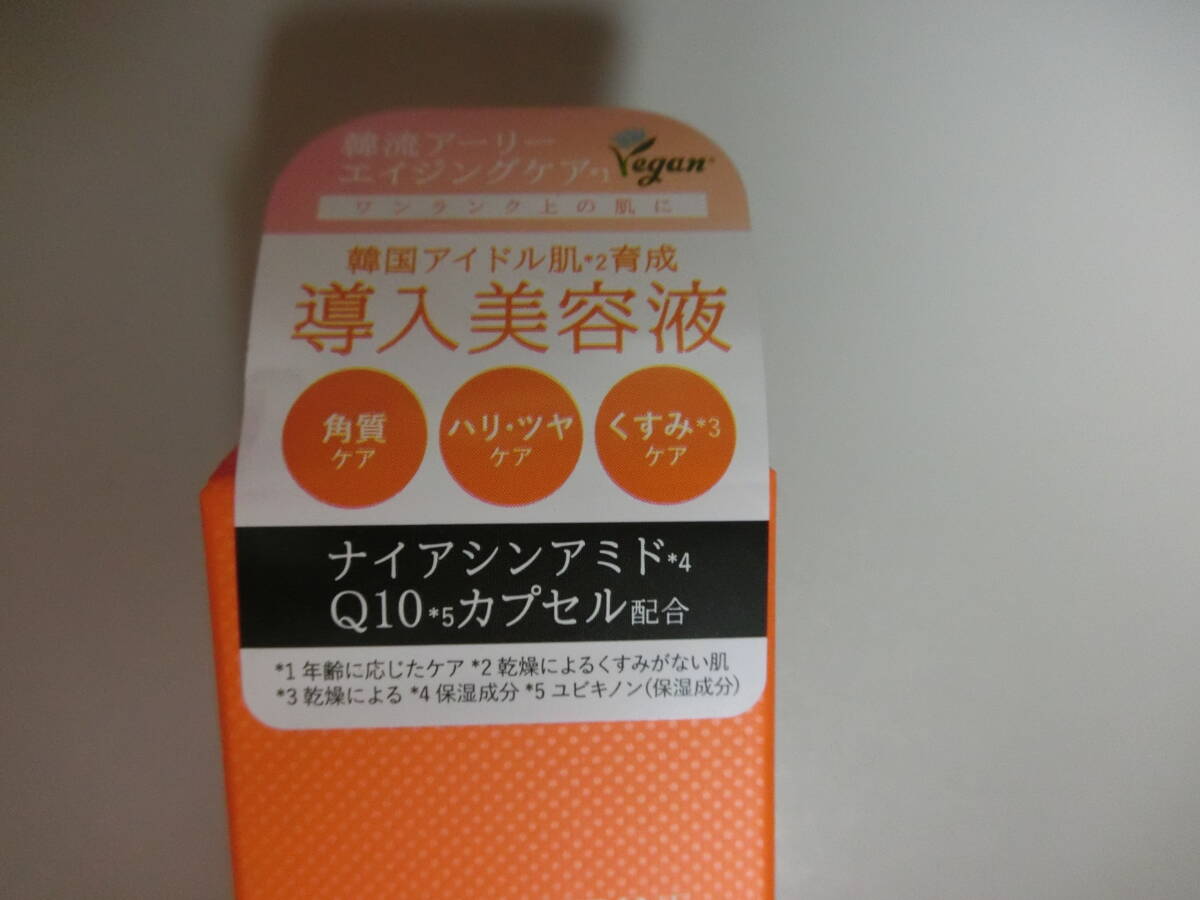 韓流アーリー
エイジングケア*1
Vegan
ワンランク上の肌に
韓国アイドル肌*2育成
導入美容液
角質
ケア
ハリ・ツヤ
ケア
くすみ*3
ケア
ナイアシンアミド*4
Q10*5カプセル配合
*1 年齢に応じたケア *2 乾燥によるくすみがない肌
*3 乾燥による *4 保湿成分 *5 ユビキノン(保湿成分)